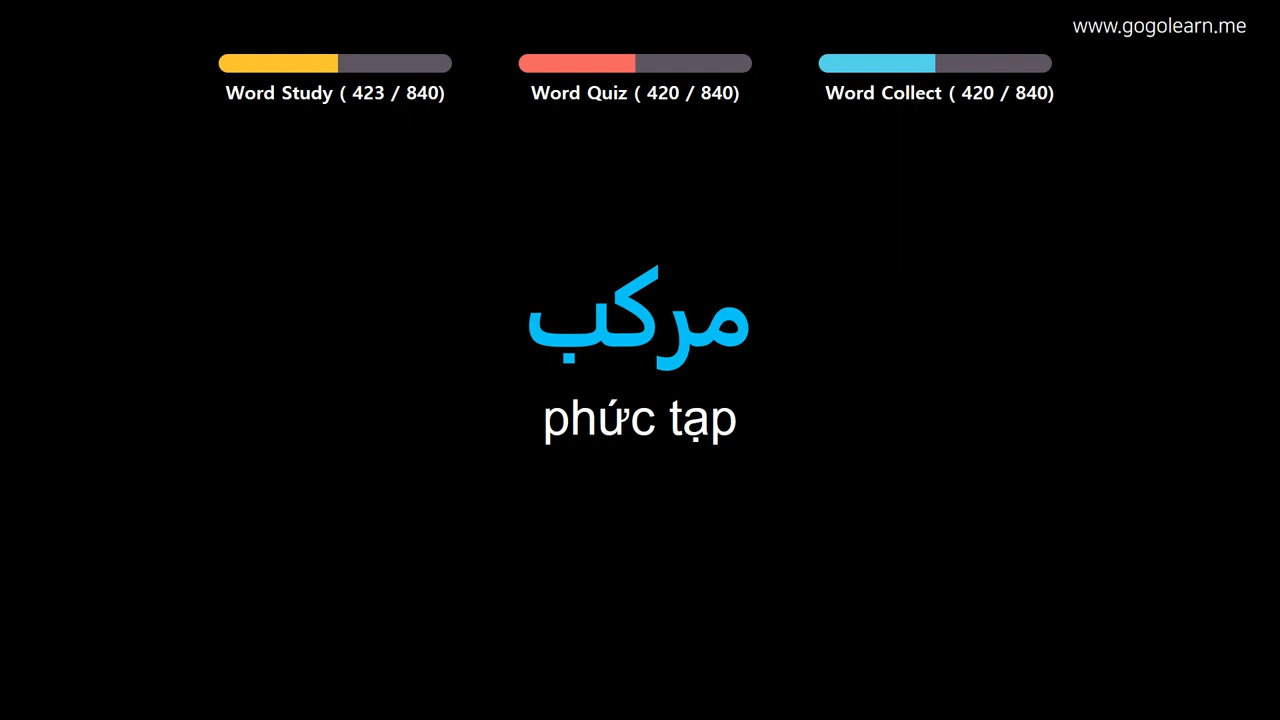 www.gogolearn.me
Word Study ( 423 / 840)
Word Quiz ( 420 / 840)
Word Collect ( 420 / 840)
مركب
phức tạp